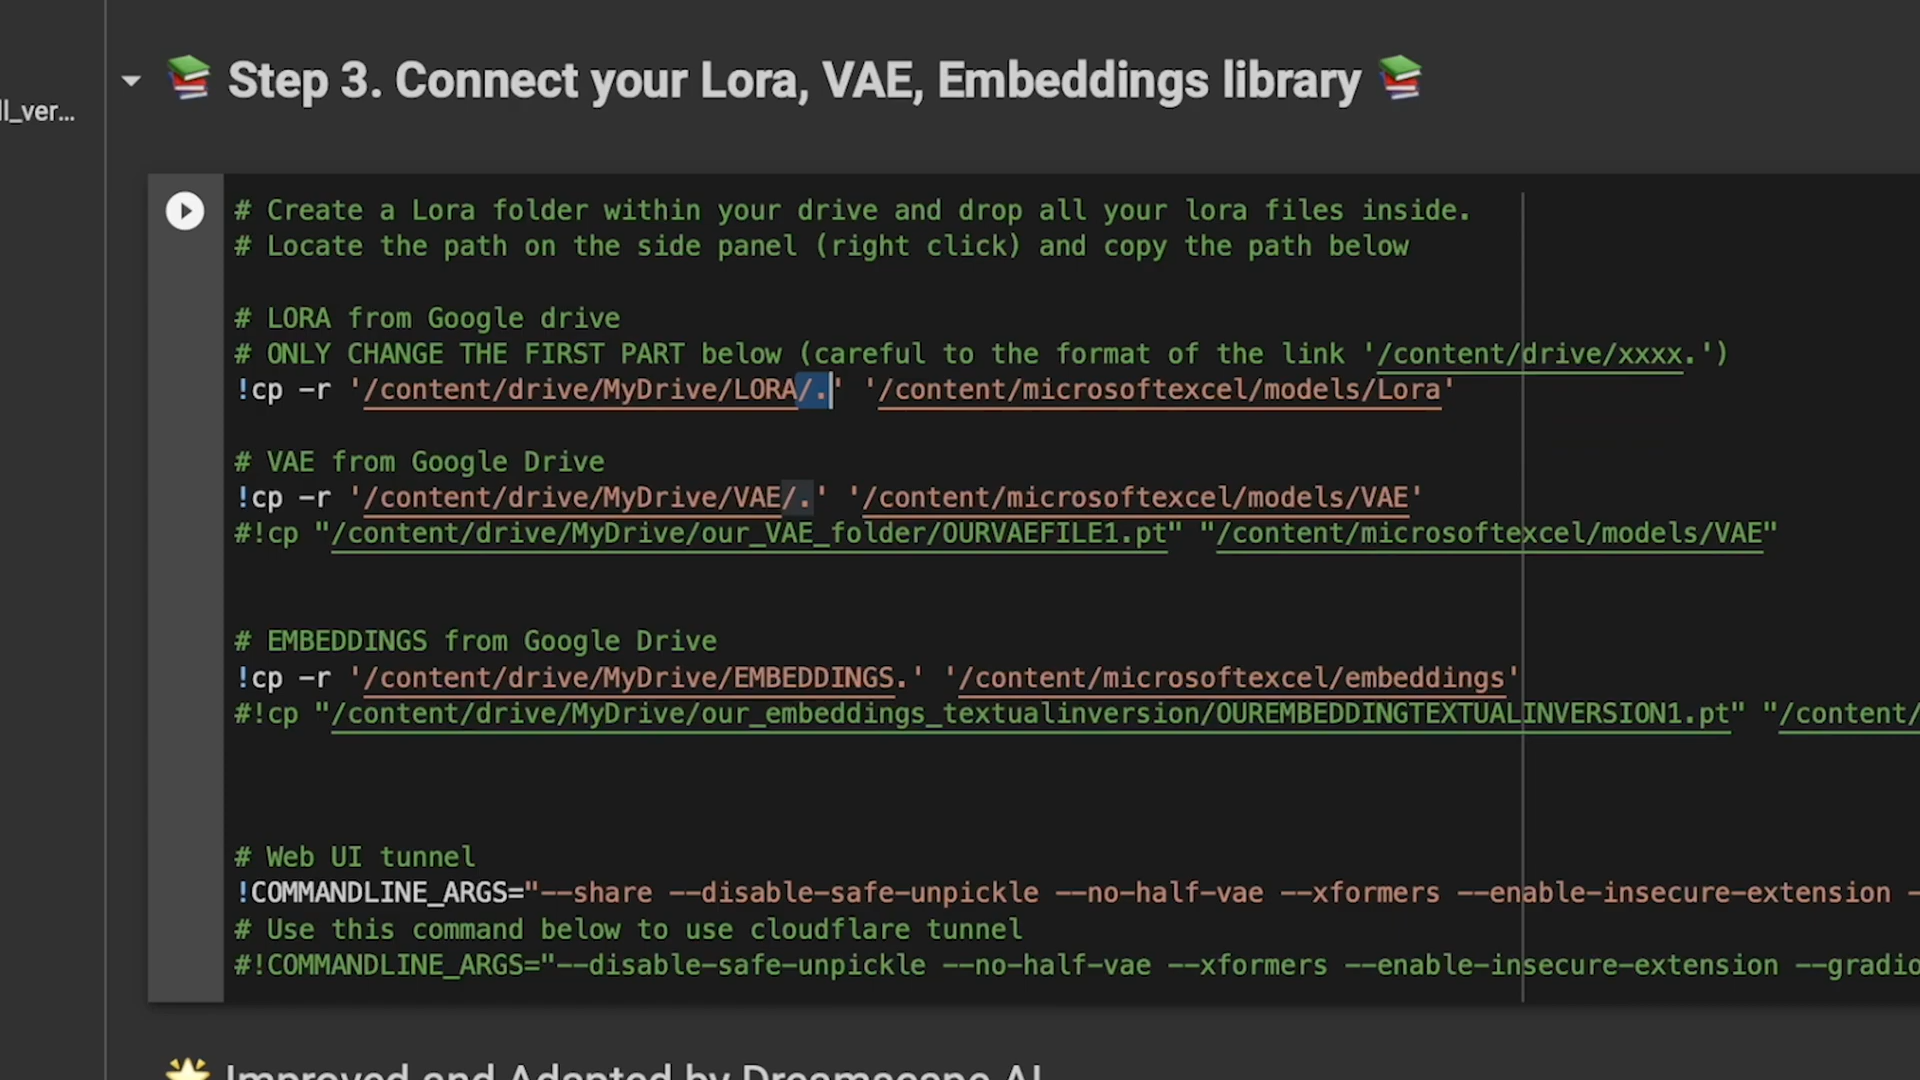 ll_ver...
Step 3. Connect your Lora, VAE, Embeddings library
# Create a Lora folder within your drive and drop all your lora files inside.
# Locate the path on the side panel (right click) and copy the path below
# LORA from Google drive
# ONLY CHANGE THE FIRST PART below (careful to the format of the link '/content/drive/xxxx.')
!cp -r '/content/drive/MyDrive/LORA/.' '/content/microsoftexcel/models/Lora'
# VAE from Google Drive
!cp -r '/content/drive/MyDrive/VAE/.' '/content/microsoftexcel/models/VAE'
#!cp "/content/drive/MyDrive/our_VAE_folder/OURVAEFILE1.pt" "/content/microsoftexcel/models/VAE"
# EMBEDDINGS from Google Drive
!cp -r '/content/drive/MyDrive/EMBEDDINGS.' '/content/microsoftexcel/embeddings'
#!cp "/content/drive/MyDrive/our_embeddings_textualinversion/OUREMBEDDINGTEXTUALINVERSION1.pt" "/content/
# Web UI tunnel
!COMMANDLINE_ARGS="--share --disable-safe-unpickle --no-half-vae --xformers --enable-insecure-extension -
# Use this command below to use cloudflare tunnel
#!COMMANDLINE_ARGS="--disable-safe-unpickle --no-half-vae --xformers --enable-insecure-extension --gradio
Improved and Adapted by Dreamscape AI